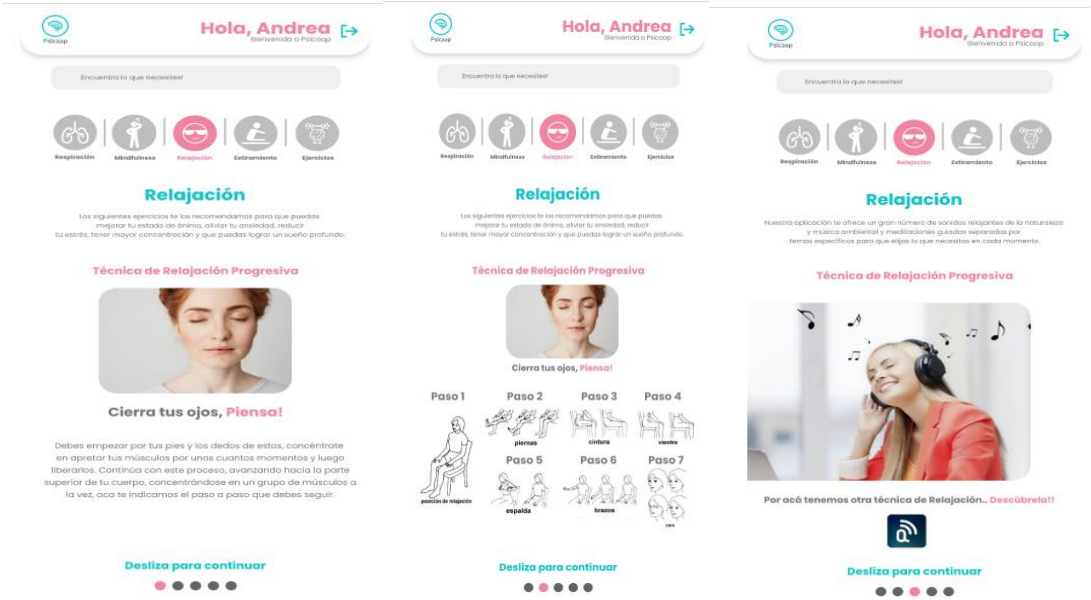 Psicoap
Hola, Andrea
Bienvenida a Psicoap
Encuentra lo que necesites!
Respiración
Mindfulness
Relajación
Estiramiento
Ejercicios
Relajación
Los siguientes ejercicios te los recomendamos para que puedas
mejorar tu estado de ánimo, aliviar tu ansiedad, reducir
tu estrés, tener mayor concentración y que puedas lograr un sueño profundo.
Técnica de Relajación Progresiva
Cierra tus ojos, Piensa!
Debes empezar por tus pies y los dedos de estos, concéntrate
en apretar tus músculos por unos cuantos momentos y luego
liberarlos. Continúa con este proceso, avanzando hacia la parte
superior de tu cuerpo, concentrándose en un grupo de músculos a
la vez, aca te indicamos el paso a paso que debes seguir.
Desliza para continuar
Psicoap
Hola, Andrea
Bienvenida a Psicoap
Encuentra lo que necesites!
Respiración
Mindfulness
Relajación
Estiramiento
Ejercicios
Relajación
Los siguientes ejercicios te los recomendamos para que puedas
mejorar tu estado de ánimo, aliviar tu ansiedad, reducir
tu estrés, tener mayor concentración y que puedas lograr un sueño profundo.
Técnica de Relajación Progresiva
Cierra tus ojos, Piensa!
Paso 1
Paso 2
Paso 3
Paso 4
piernas
cintura
vientre
Paso 5
Paso 6
Paso 7
posición de relajación
espalda
brazos
cara
Desliza para continuar
Psicoap
Hola, Andrea
Bienvenida a Psicoap
Encuentra lo que necesites!
Respiración
Mindfulness
Relajación
Estiramiento
Ejercicios
Relajación
Nuestra aplicación te ofrece un gran número de sonidos relajantes de la naturaleza
y música ambiental y meditaciones guiadas separadas por
temas específicos para que elijas lo que necesitas en cada momento.
Técnica de Relajación Progresiva
Por acá tenemos otra técnica de Relajación.. Descúbrela!!
Desliza para continuar